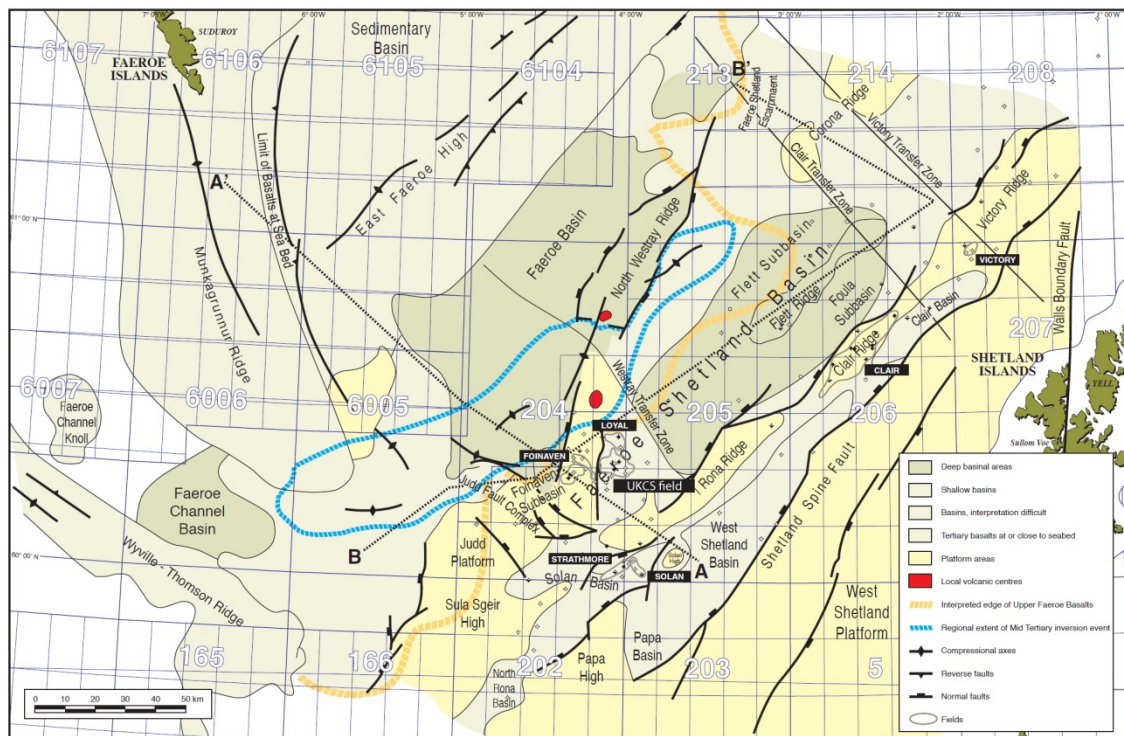 7°00'W
6°00'W
5°00'W
4°00'W
3°00'W
2°00'W
1°00'W
6107
SUDUROY
FAEROE
ISLANDS
6106
Sedimentary
Basin
6105
6104
213
B'
214
208
Faeroe Shetland
Escarpmaent
Corona Ridge
Victory Transfer Zone
Clair Transfer Zone
Limit of Basalts at Sea Bed
East Faeroe High
A'
61° 00' N
Munkagrunnur Ridge
Faeroe Basin
North Westray Ridge
Victory Ridge
VICTORY
Walls Boundary Fault
Flett Subbasin
Flett Ridge
Foula
Subbasin
Clair Basin
Clair Ridge
CLAIR
207
SHETLAND
ISLANDS
YELL
Sullom Voe
6007
6006
6005
204
205
206
Faeroe
Channel
Knoll
Westray Transfer Zone
Faeroe Shetland Basin
LOYAL
FOINAVEN
Foinaven
Subbasin
UKCS field
Rona Ridge
Judd Fault Complex
Faeroe
Channel
Basin
60° 00' N
B
Judd
Platform
STRATHMORE
Solan Basin
Solan
High
SOLAN
A
West
Shetland
Basin
Shetland Spine Fault
Wyville - Thomson Ridge
Sula Sgeir
High
West
Shetland
Platform
Papa
Basin
Papa
High
North
Rona
Basin
165
166
202
203
5
0 10 20 30 40 50 km
Deep basinal areas
Shallow basins
Basine, interpretation difficult
Tertiary basalts at or close to seabed
Platform areas
Local volcanic centres
Interpreted edge of Upper Faeroe Basalts
Regional extent of Mid Tertiary inversion event
Compressional axes
Reverse faults
Normal faults
Fields